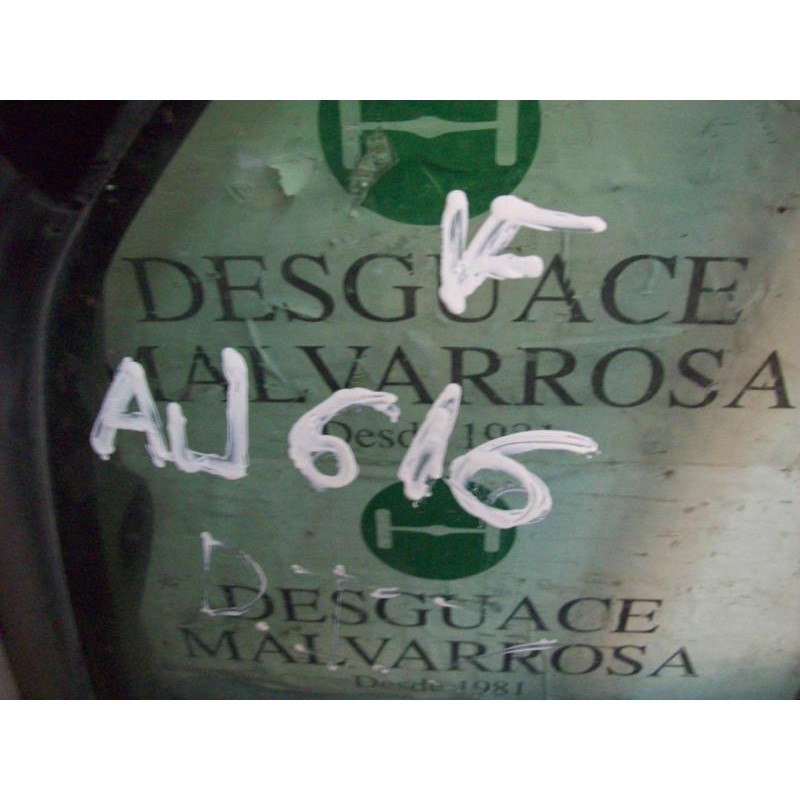 K
DESGUACE
MALVARROSA
Desde 1981
AU 616
DESGUACE
MALVARROSA
Desde 1981